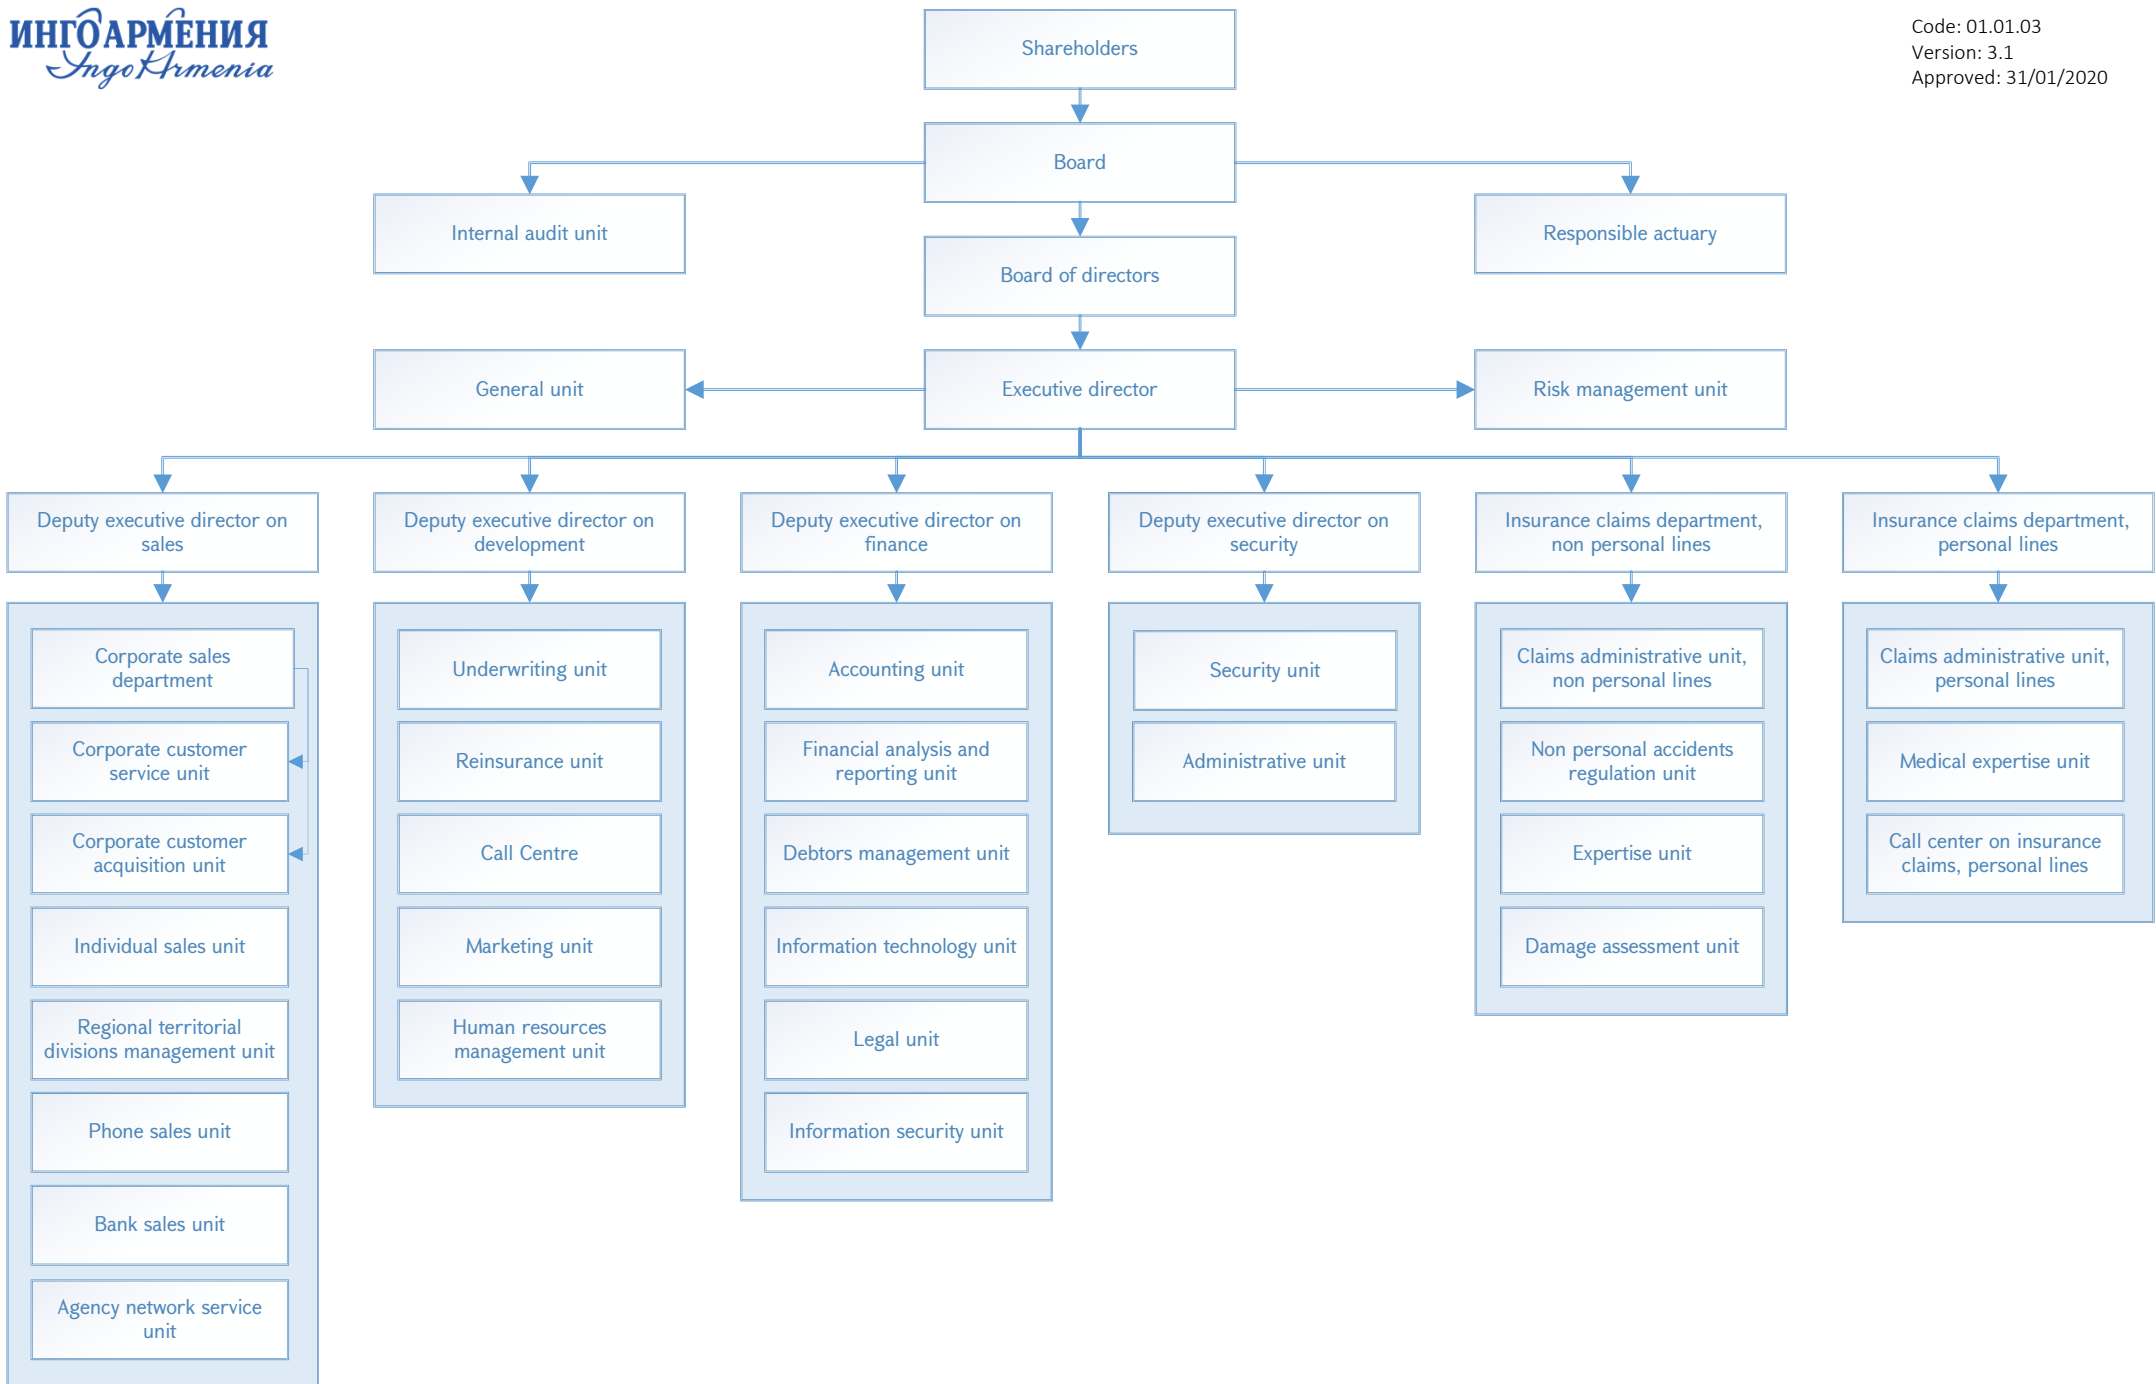 ИНГОАРМЕНИЯ
IngoArmenia
Code: 01.01.03
Version: 3.1
Approved: 31/01/2020
Shareholders
Board
Internal audit unit
Responsible actuary
Board of directors
General unit
Executive director
Risk management unit
Deputy executive director on
sales
Deputy executive director on
development
Deputy executive director on
finance
Deputy executive director on
security
Insurance claims department,
non personal lines
Insurance claims department,
personal lines
Corporate sales
department
Corporate customer
service unit
Corporate customer
acquisition unit
Individual sales unit
Regional territorial
divisions management unit
Phone sales unit
Bank sales unit
Agency network service
unit
Underwriting unit
Reinsurance unit
Call Centre
Marketing unit
Human resources
management unit
Accounting unit
Financial analysis and
reporting unit
Debtors management unit
Information technology unit
Legal unit
Information security unit
Security unit
Administrative unit
Claims administrative unit,
non personal lines
Non personal accidents
regulation unit
Expertise unit
Damage assessment unit
Claims administrative unit,
personal lines
Medical expertise unit
Call center on insurance
claims, personal lines